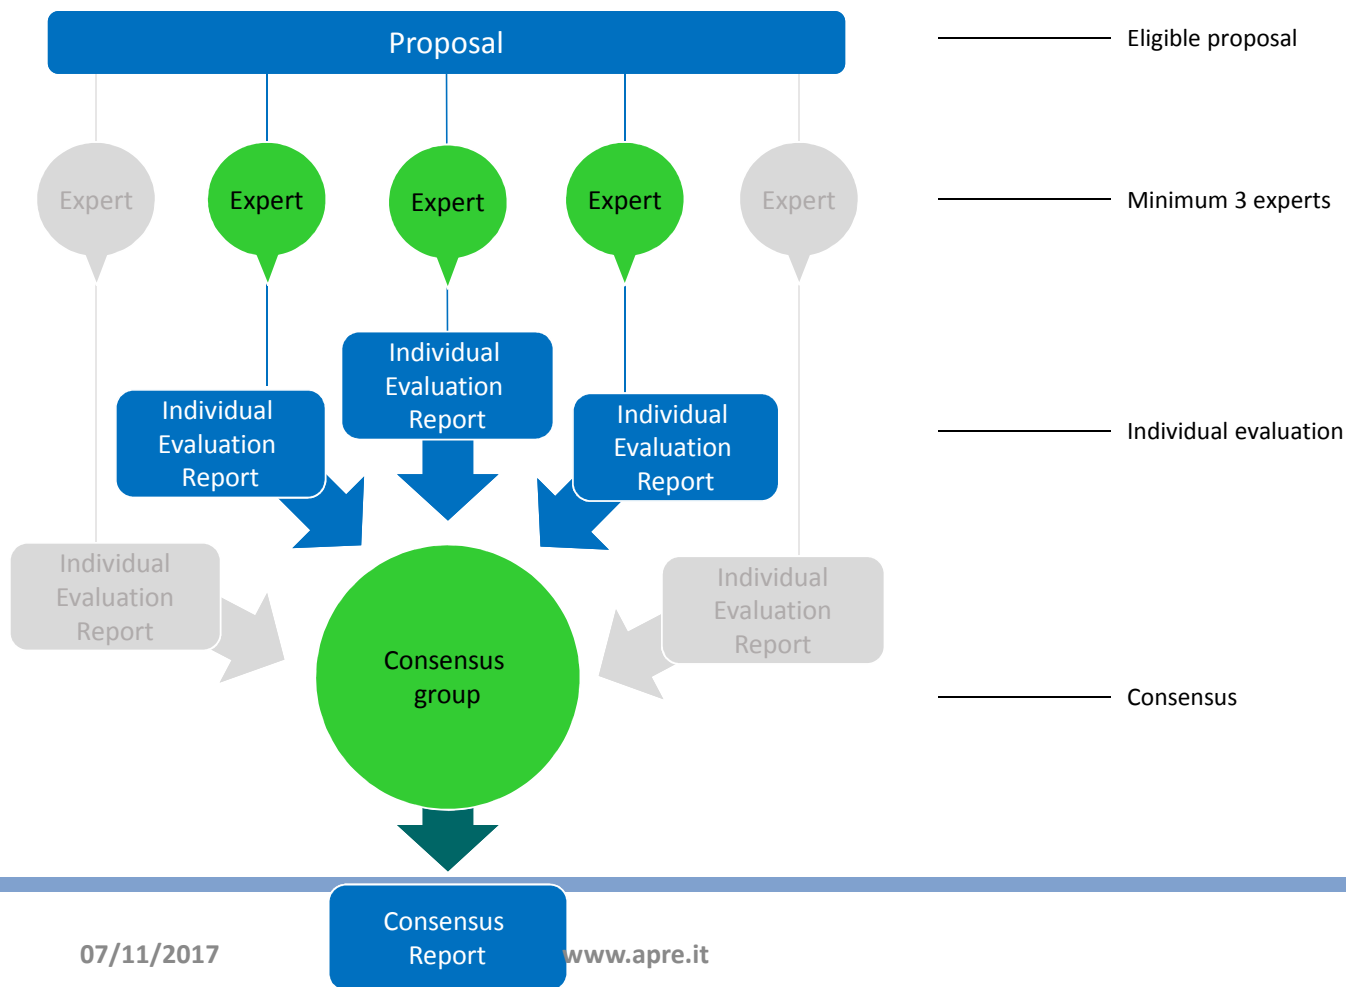 Proposal
Eligible proposal
Expert
Expert
Expert
Expert
Expert
Minimum 3 experts
Individual
Evaluation
Report
Individual
Evaluation
Report
Individual
Evaluation
Report
Individual evaluation
Individual
Evaluation
Report
Individual
Evaluation
Report
Consensus
group
Consensus
Consensus
Report
07/11/2017
www.apre.it